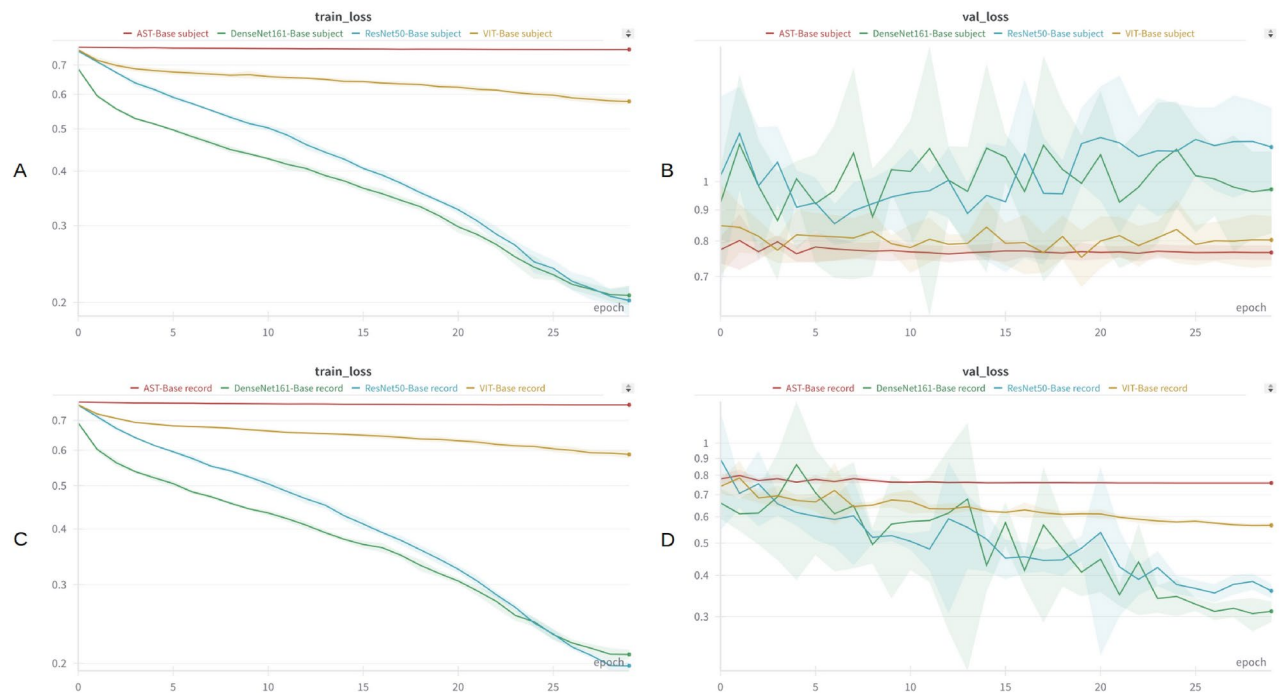 train_loss
AST-Base subject DenseNet161-Base subject ResNet50-Base subject VIT-Base subject
0.7
0.6
0.5
A
0.4
0.3
0.2
epoch
0 5 10 15 20 25
val_loss
AST-Base subject DenseNet161-Base subject ResNet50-Base subject VIT-Base subject
B
1
0.9
0.8
0.7
epoch
0 5 10 15 20 25
train_loss
AST-Base record DenseNet161-Base record ResNet50-Base record VIT-Base record
0.7
0.6
0.5
0.4
C
0.3
0.2
epoch
0 5 10 15 20 25
val_loss
AST-Base record DenseNet161-Base record ResNet50-Base record VIT-Base record
1
0.9
0.8
0.7
0.6
0.5
D
0.4
0.3
epoch
0 5 10 15 20 25